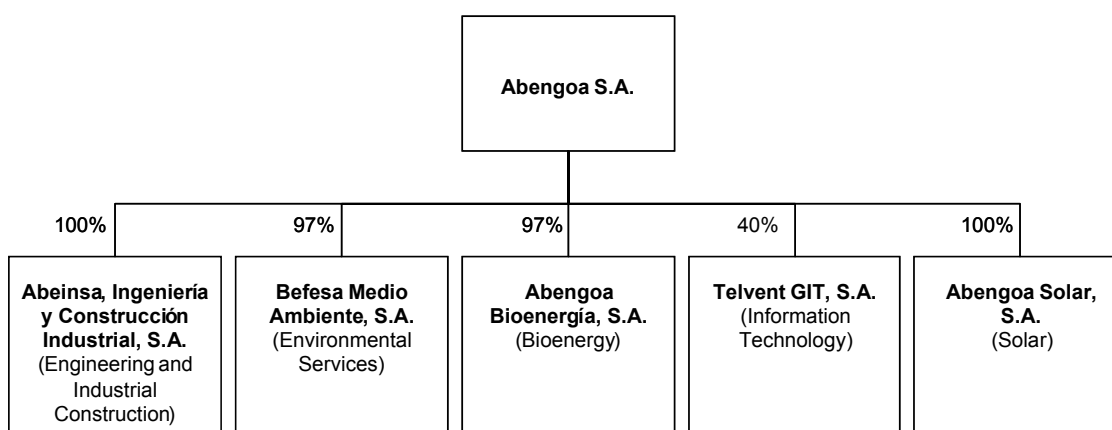 Abengoa S.A.
100%
97%
97%
40%
100%
Abeinsa, Ingeniería
y Construcción
Industrial, S.A.
(Engineering and
Industrial
Construction)
Befesa Medio
Ambiente, S.A.
(Environmental
Services)
Abengoa
Bioenergía, S.A.
(Bioenergy)
Telvent GIT, S.A.
(Information
Technology)
Abengoa Solar,
S.A.
(Solar)